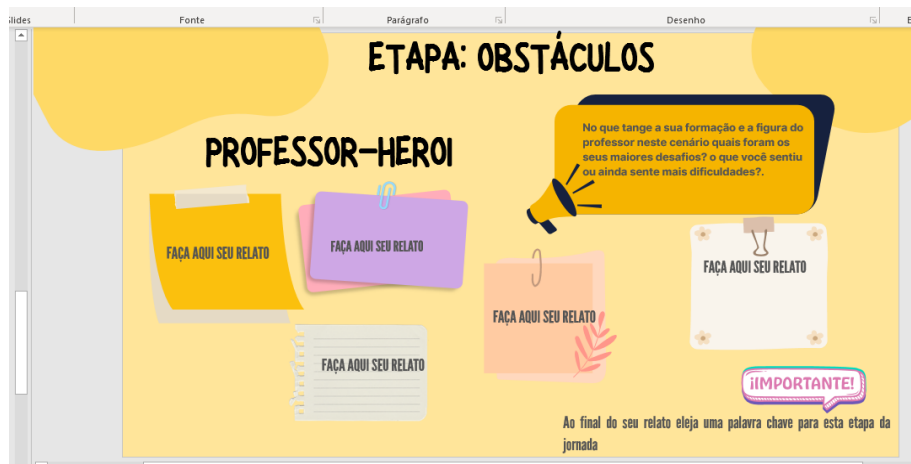 Fonte
Parágrafo
Desenho
ETAPA: OBSTÁCULOS
PROFESSOR-HEROI
No que tange a sua formação e a figura do
professor neste cenário quais foram os
seus maiores desafios? o que você sentiu
ou ainda sente mais dificuldades?.
FAÇA AQUI SEU RELATO
FAÇA AQUI SEU RELATO
FAÇA AQUI SEU RELATO
FAÇA AQUI SEU RELATO
FAÇA AQUI SEU RELATO
¡IMPORTANTE!
Ao final do seu relato eleja uma palavra chave para esta etapa da
jornada